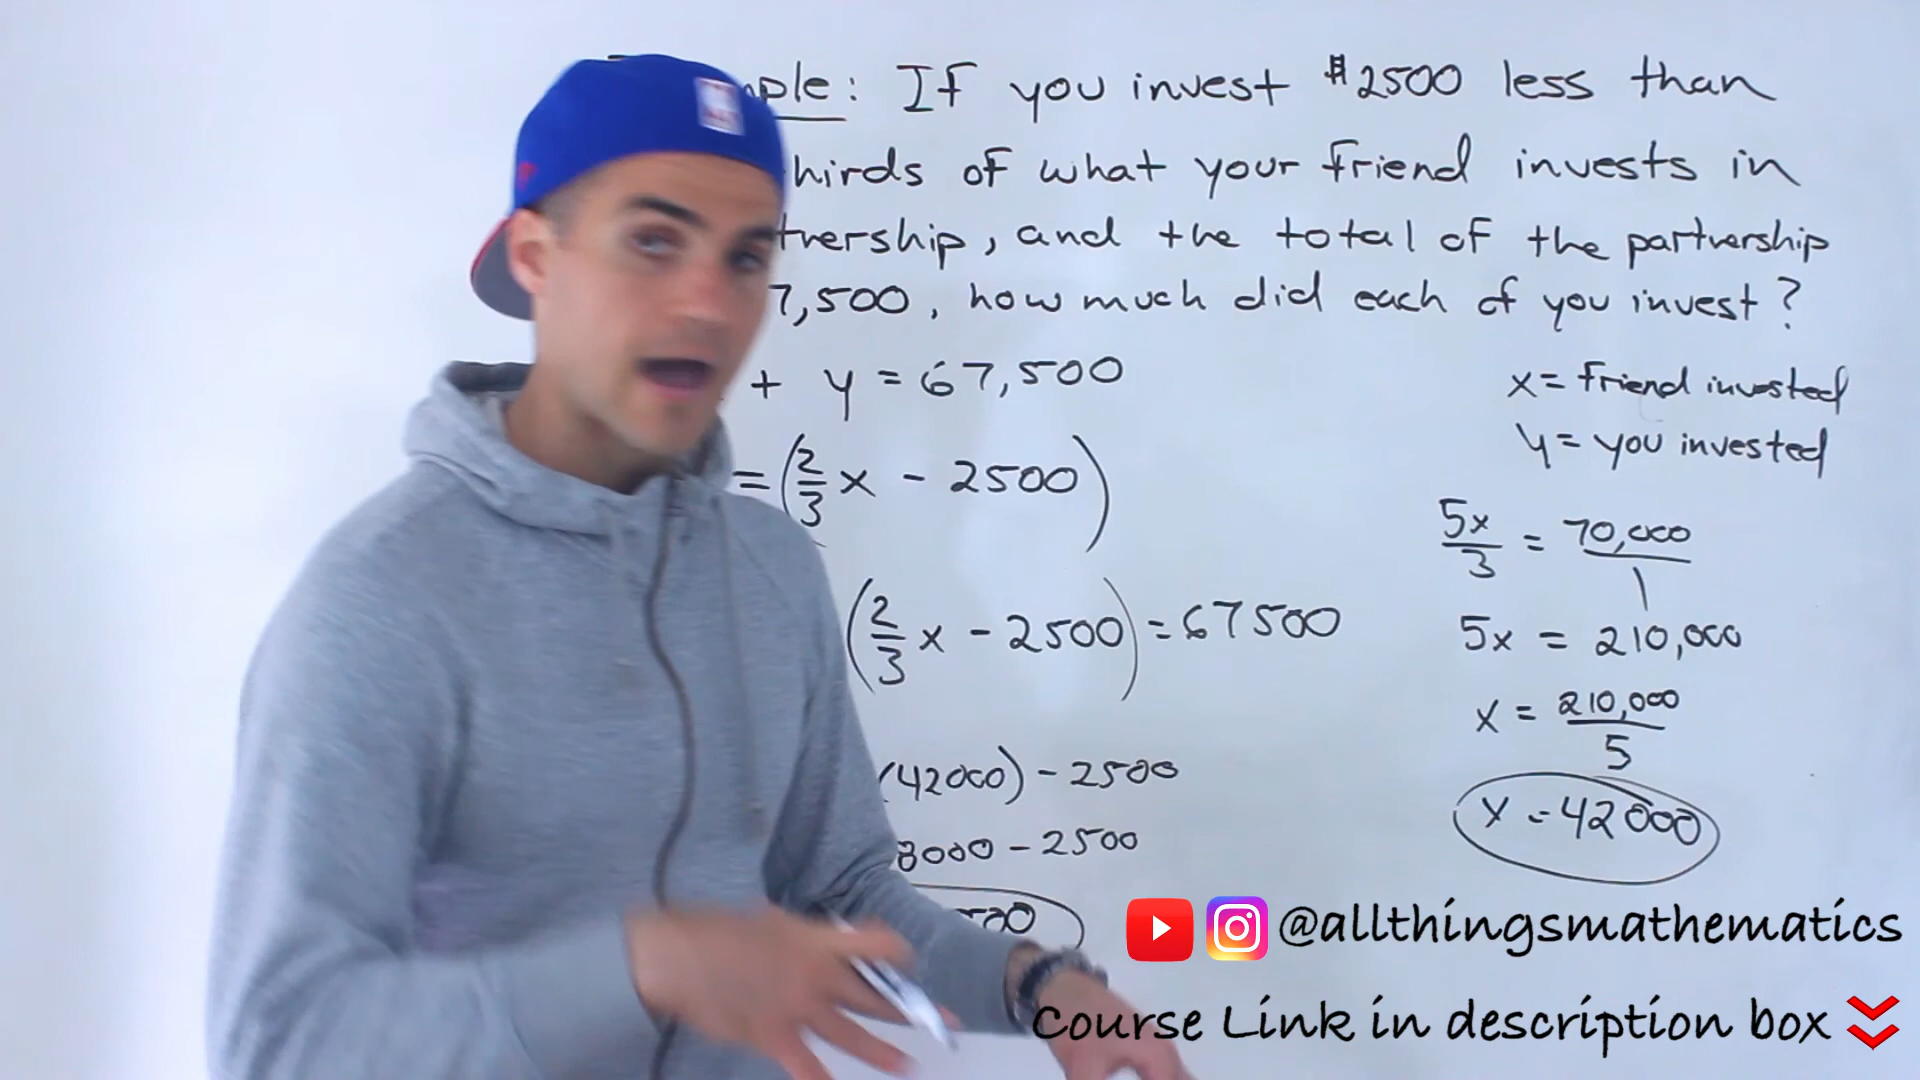 mple: If you invest $2500 less than
hirds of what your friend invests in
tnership, and the total of the partnership
7,500, how much did each of you invest?
+ y = 67,500
x = friend invested
y = you invested
= (2/3 x - 2500)
5x/3 = 70,000/1
(2/3 x - 2500) = 67500
5x = 210,000
x = 210,000/5
(42000) - 2500
x = 42000
8000 - 2500
500
@allthingsmathematics
Course Link in description box